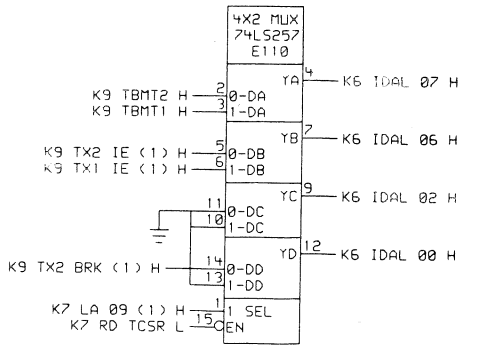 4X2 MUX
74LS257
E110
YA 4 K6 IDAL 07 H
K9 TBMT2 H 2 0-DA
K9 TBMT1 H 3 1-DA
YB 7 K6 IDAL 06 H
K9 TX2 IE (1) H 5 0-DB
K9 TX1 IE (1) H 6 1-DB
YC 9 K6 IDAL 02 H
11 0-DC
10 1-DC
YD 12 K6 IDAL 00 H
K9 TX2 BRK (1) H 14 0-DD
13 1-DD
K7 LA 09 (1) H 1 1 SEL
K7 RD TCSR L 15 EN